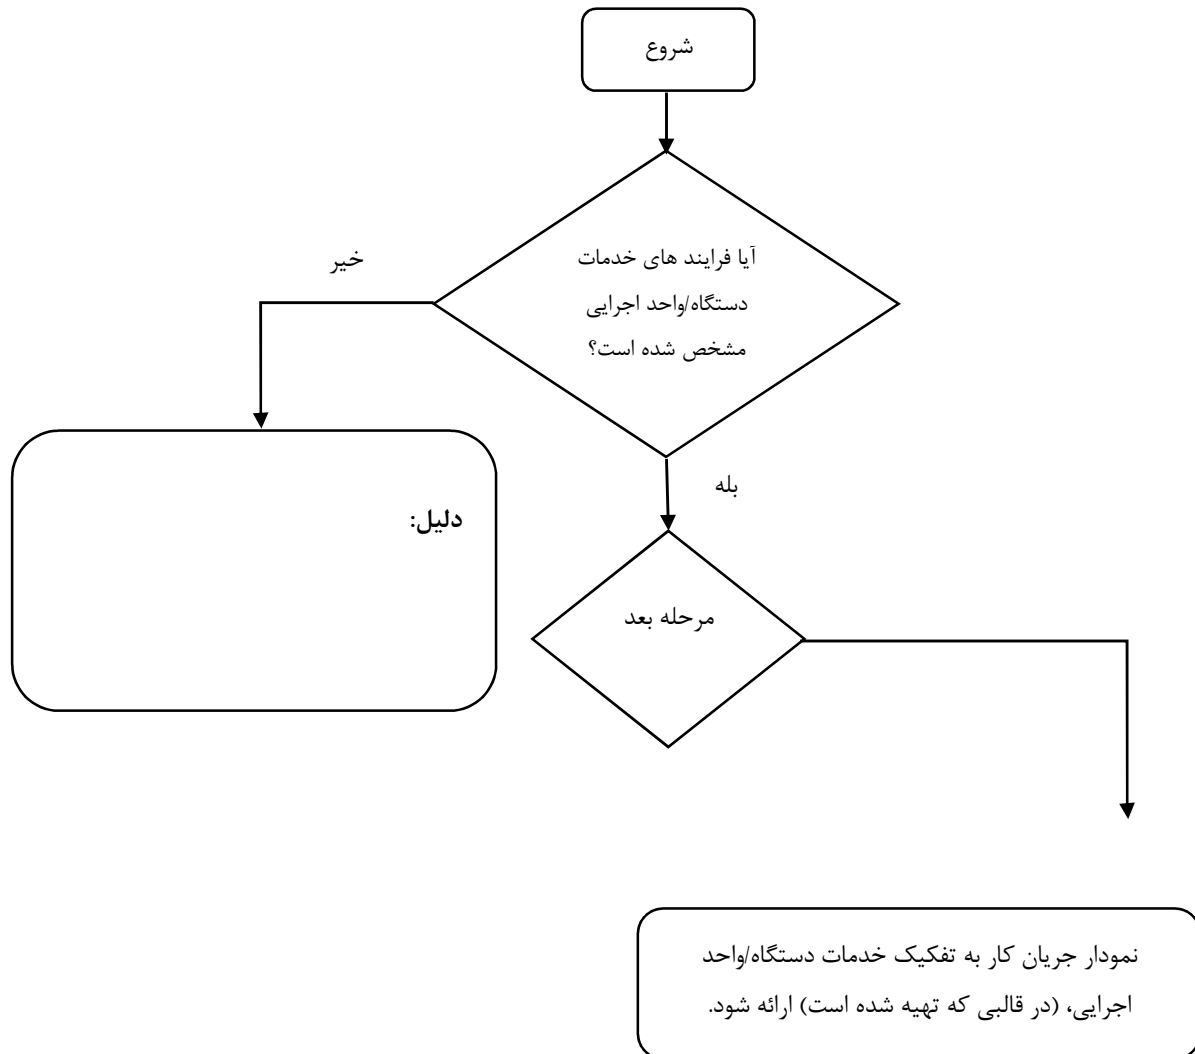 شروع
آیا فرایند های خدمات
دستگاه/واحد اجرایی
مشخص شده است؟
خیر
بله
دلیل:
مرحله بعد
نمودار جریان کار به تفکیک خدمات دستگاه/واحد
اجرایی، (در قالبی که تهیه شده است) ارائه شود.